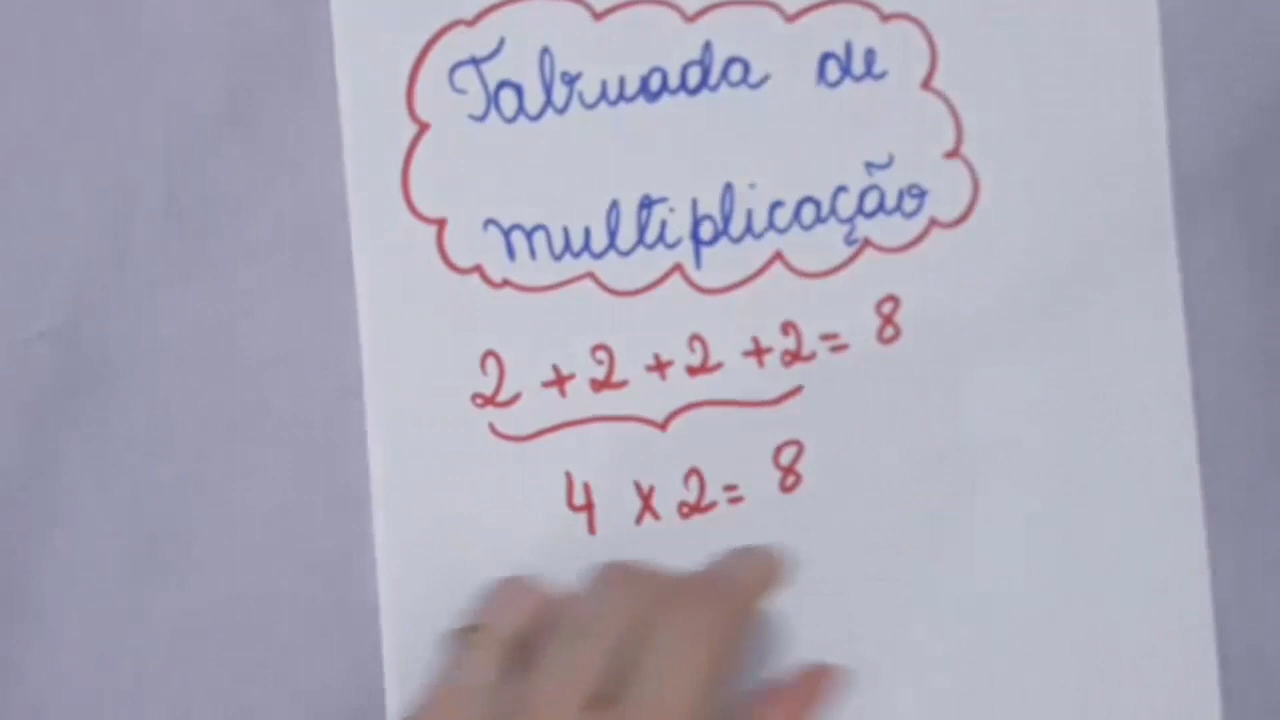 Tabuada de
multiplicação
2 + 2 + 2 + 2 = 8
4 x 2 = 8